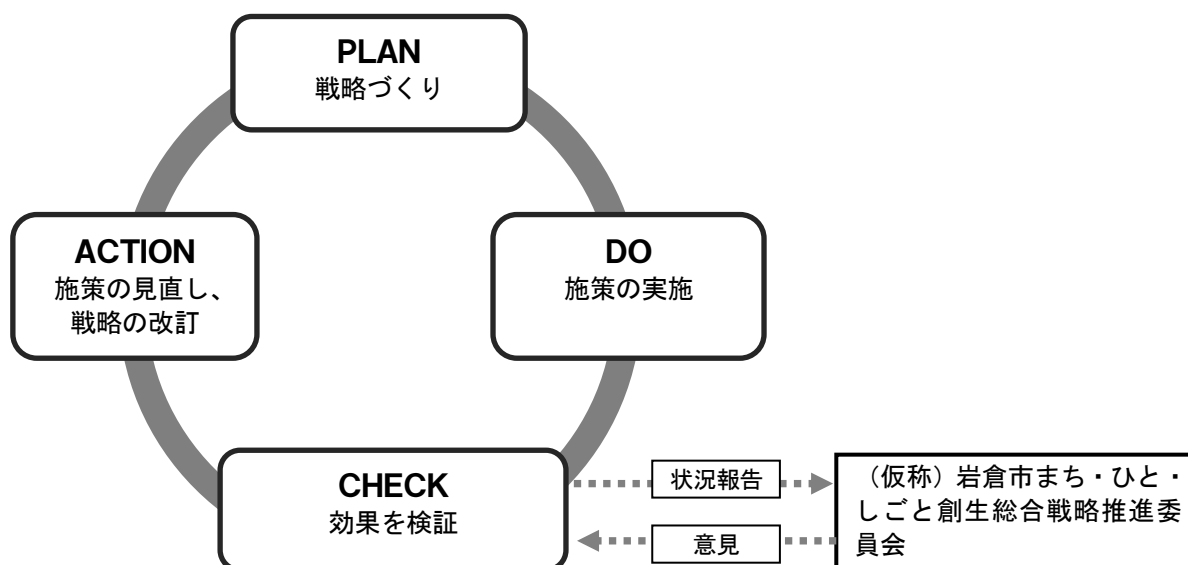 PLAN
戦略づくり
ACTION
施策の見直し、
戦略の改訂
DO
施策の実施
CHECK
効果を検証
状況報告
意見
（仮称）岩倉市まち・ひと・
しごと創生総合戦略推進委
員会